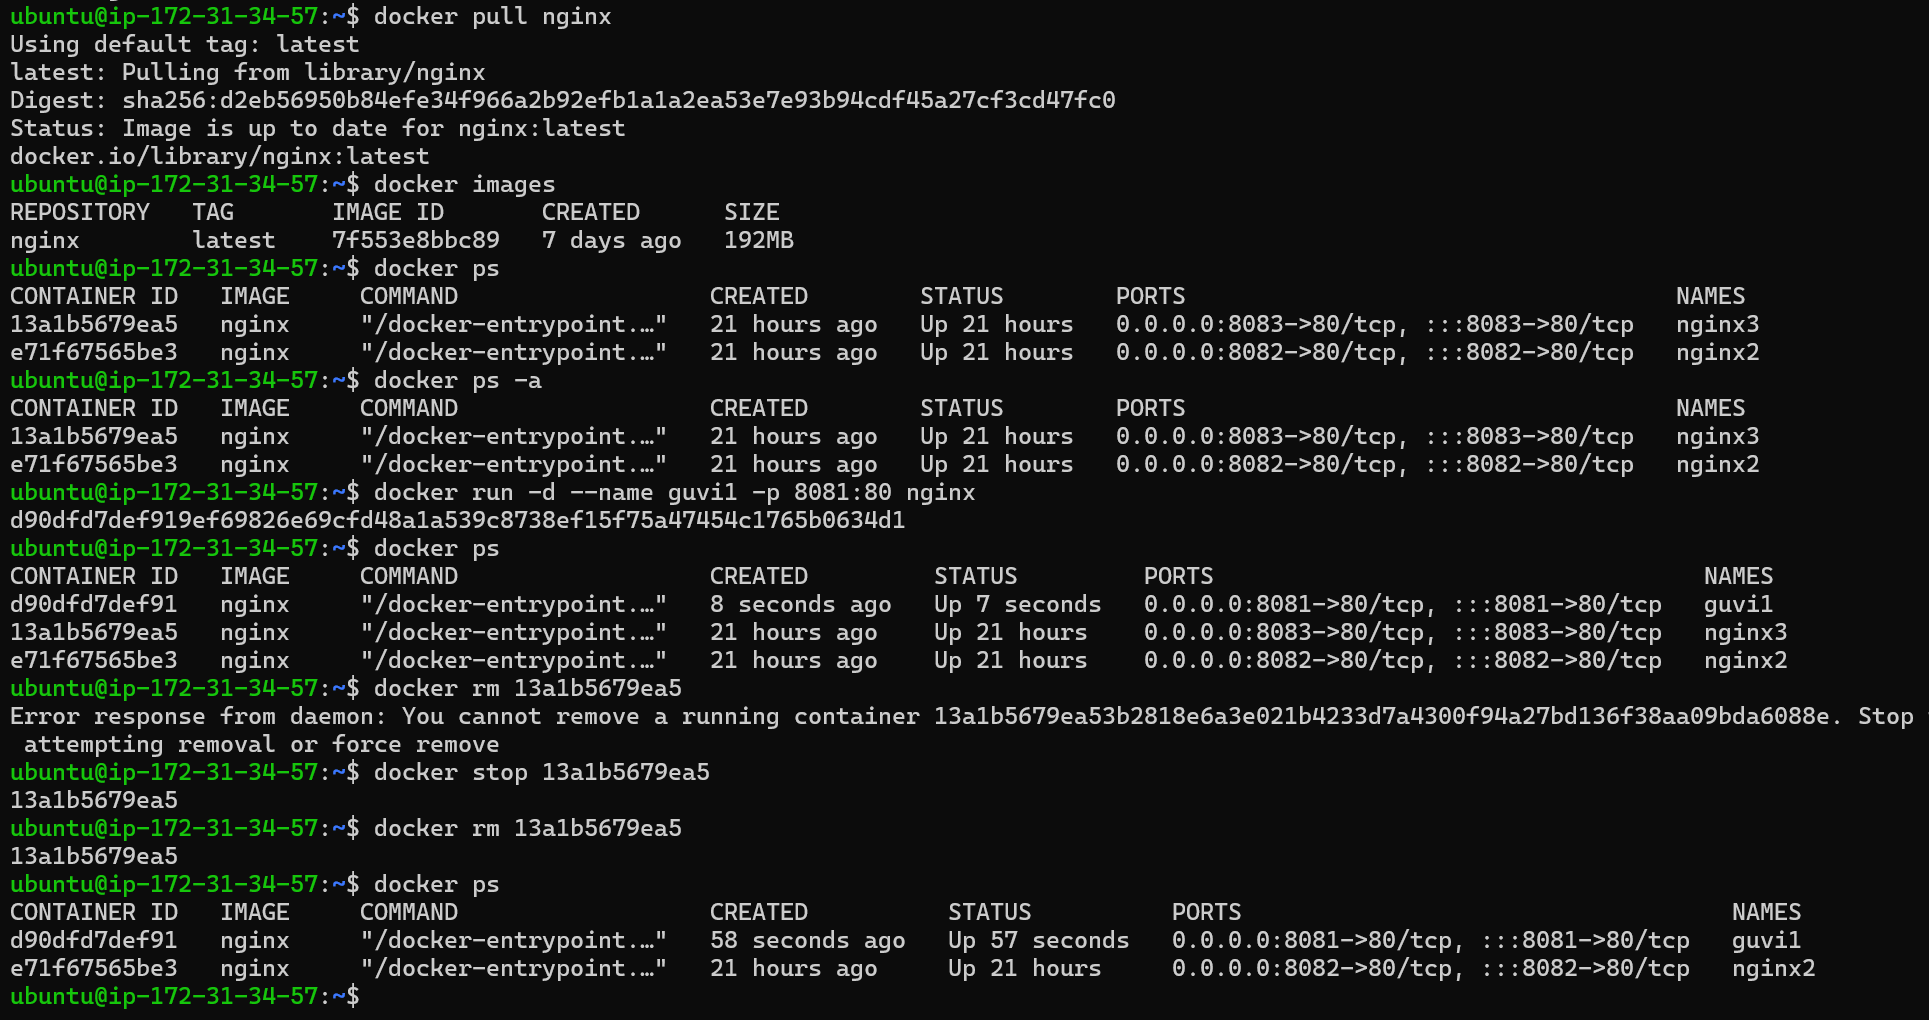 ubuntu@ip-172-31-34-57:~$ docker pull nginx
Using default tag: latest
latest: Pulling from library/nginx
Digest: sha256:d2eb56950b84efe34f966a2b92efb1a1a2ea53e7e93b94cdf45a27cf3cd47fc0
Status: Image is up to date for nginx:latest
docker.io/library/nginx:latest
ubuntu@ip-172-31-34-57:~$ docker images
REPOSITORY   TAG       IMAGE ID       CREATED      SIZE
nginx        latest    7f553e8bbc89   7 days ago   192MB
ubuntu@ip-172-31-34-57:~$ docker ps
CONTAINER ID   IMAGE     COMMAND                  CREATED        STATUS        PORTS                                   NAMES
13a1b5679ea5   nginx     "/docker-entrypoint.…"   21 hours ago   Up 21 hours   0.0.0.0:8083->80/tcp, :::8083->80/tcp   nginx3
e71f67565be3   nginx     "/docker-entrypoint.…"   21 hours ago   Up 21 hours   0.0.0.0:8082->80/tcp, :::8082->80/tcp   nginx2
ubuntu@ip-172-31-34-57:~$ docker ps -a
CONTAINER ID   IMAGE     COMMAND                  CREATED        STATUS        PORTS                                   NAMES
13a1b5679ea5   nginx     "/docker-entrypoint.…"   21 hours ago   Up 21 hours   0.0.0.0:8083->80/tcp, :::8083->80/tcp   nginx3
e71f67565be3   nginx     "/docker-entrypoint.…"   21 hours ago   Up 21 hours   0.0.0.0:8082->80/tcp, :::8082->80/tcp   nginx2
ubuntu@ip-172-31-34-57:~$ docker run -d --name guvi1 -p 8081:80 nginx
d90dfd7def919ef69826e69cfd48a1a539c8738ef15f75a47454c1765b0634d1
ubuntu@ip-172-31-34-57:~$ docker ps
CONTAINER ID   IMAGE     COMMAND                  CREATED         STATUS         PORTS                                   NAMES
d90dfd7def91   nginx     "/docker-entrypoint.…"   8 seconds ago   Up 7 seconds   0.0.0.0:8081->80/tcp, :::8081->80/tcp   guvi1
13a1b5679ea5   nginx     "/docker-entrypoint.…"   21 hours ago    Up 21 hours    0.0.0.0:8083->80/tcp, :::8083->80/tcp   nginx3
e71f67565be3   nginx     "/docker-entrypoint.…"   21 hours ago    Up 21 hours    0.0.0.0:8082->80/tcp, :::8082->80/tcp   nginx2
ubuntu@ip-172-31-34-57:~$ docker rm 13a1b5679ea5
Error response from daemon: You cannot remove a running container 13a1b5679ea53b2818e6a3e021b4233d7a4300f94a27bd136f38aa09bda6088e. Stop
 attempting removal or force remove
ubuntu@ip-172-31-34-57:~$ docker stop 13a1b5679ea5
13a1b5679ea5
ubuntu@ip-172-31-34-57:~$ docker rm 13a1b5679ea5
13a1b5679ea5
ubuntu@ip-172-31-34-57:~$ docker ps
CONTAINER ID   IMAGE     COMMAND                  CREATED          STATUS          PORTS                                   NAMES
d90dfd7def91   nginx     "/docker-entrypoint.…"   58 seconds ago   Up 57 seconds   0.0.0.0:8081->80/tcp, :::8081->80/tcp   guvi1
e71f67565be3   nginx     "/docker-entrypoint.…"   21 hours ago     Up 21 hours     0.0.0.0:8082->80/tcp, :::8082->80/tcp   nginx2
ubuntu@ip-172-31-34-57:~$